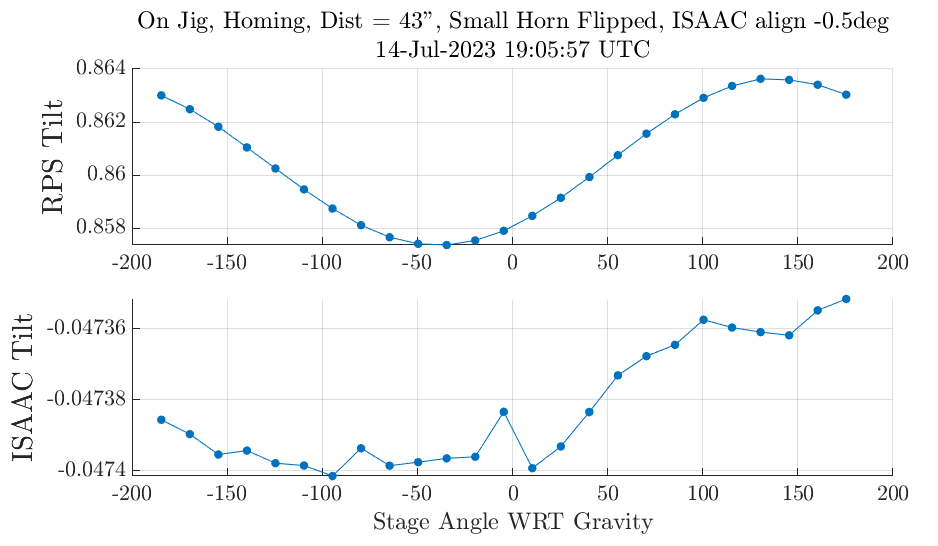 On Jig, Homing, Dist = 43", Small Horn Flipped, ISAAC align -0.5deg
14-Jul-2023 19:05:57 UTC
0.864
0.862
0.86
0.858
RPS Tilt
-200 -150 -100 -50 0 50 100 150 200
-0.04736
-0.04738
-0.0474
ISAAC Tilt
-200 -150 -100 -50 0 50 100 150 200
Stage Angle WRT Gravity